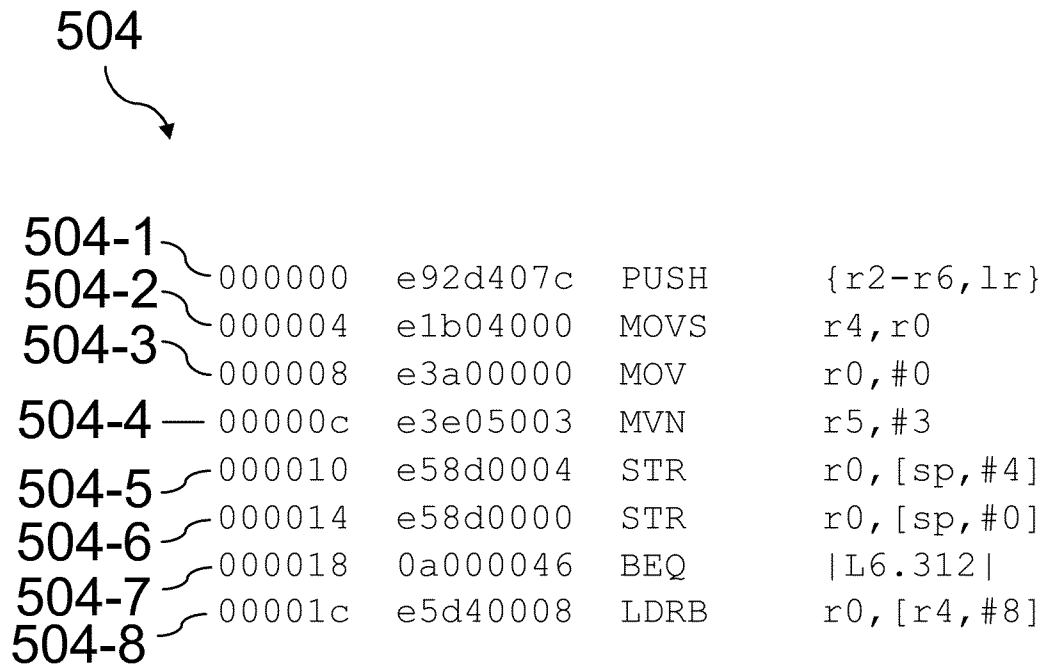 504
504-1
000000 e92d407c PUSH {r2-r6,lr}
504-2
000004 e1b04000 MOVS r4,r0
504-3
000008 e3a00000 MOV r0,#0
504-4 00000c e3e05003 MVN r5,#3
000010 e58d0004 STR r0,[sp,#4]
504-5
000014 e58d0000 STR r0,[sp,#0]
504-6
000018 0a000046 BEQ |L6.312|
504-7
00001c e5d40008 LDRB r0,[r4,#8]
504-8